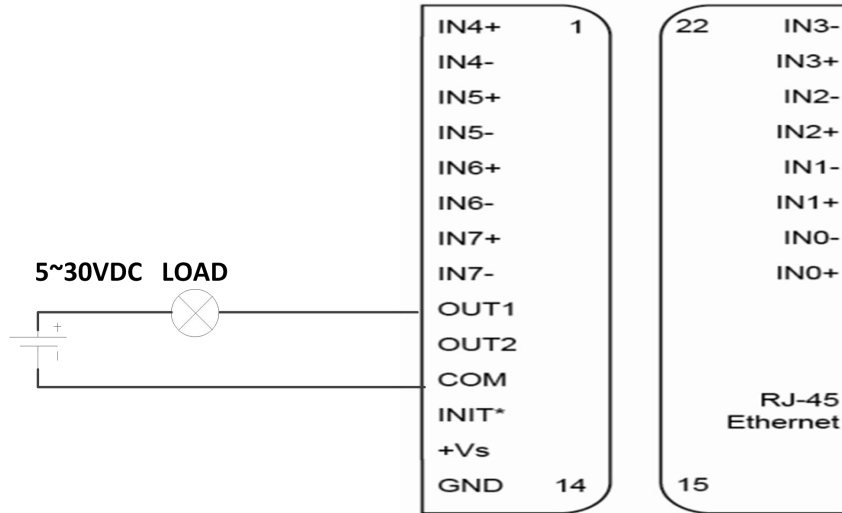 IN4+ 1
IN4-
IN5+
IN5-
IN6+
IN6-
IN7+
IN7-
OUT1
OUT2
COM
INIT*
+Vs
GND 14
22 IN3-
IN3+
IN2-
IN2+
IN1-
IN1+
IN0-
IN0+
RJ-45
Ethernet
15
5~30VDC LOAD
+
-